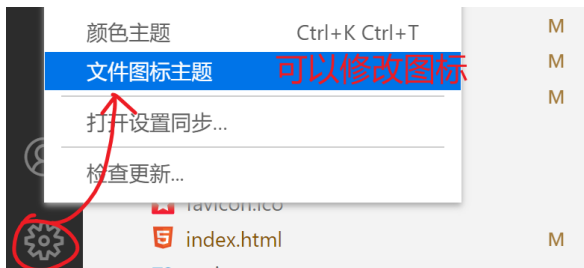 颜色主题 Ctrl+K Ctrl+T M
文件图标主题 可以修改图标 M
M
打开设置同步...
检查更新...
favicon.ico
index.html M